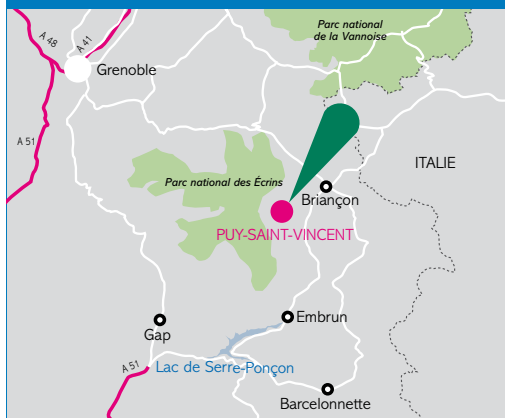 Parc national
de la Vannoise
A 48
A 41
Grenoble
A 51
ITALIE
Parc national des Écrins
Briançon
PUY-SAINT-VINCENT
Embrun
Gap
A 51
Lac de Serre-Ponçon
Barcelonnette